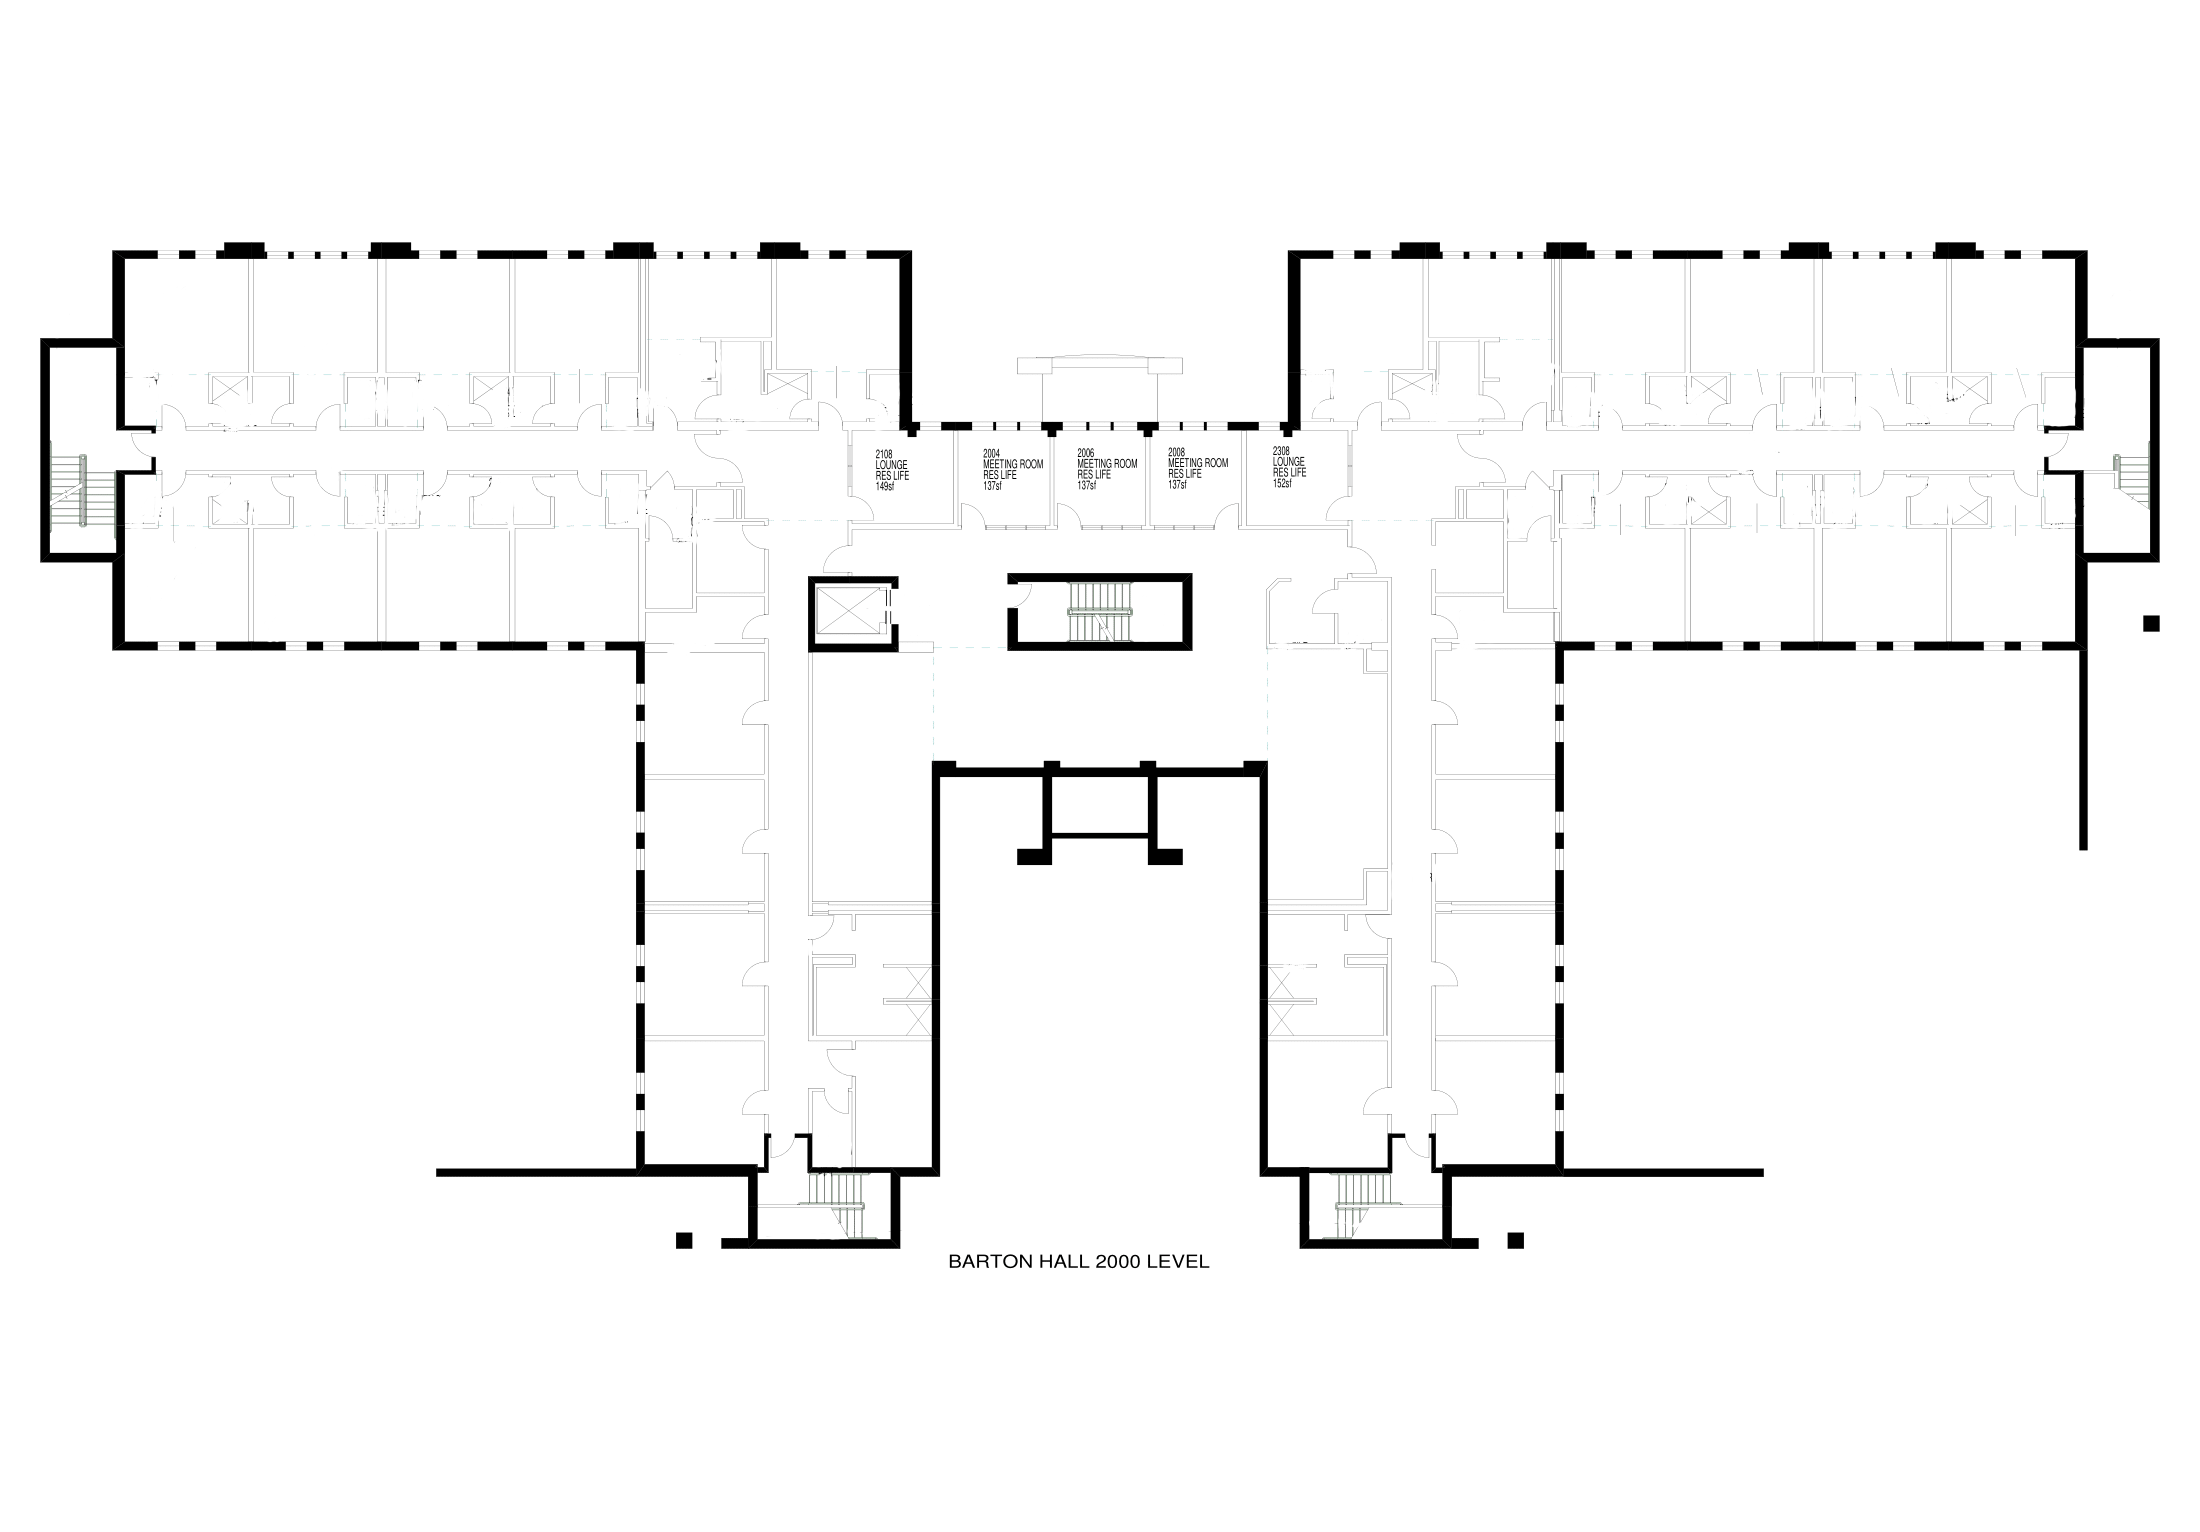 2108
LOUNGE
RES LIFE
149sf
2004
MEETING ROOM
RES LIFE
137sf
2006
MEETING ROOM
RES LIFE
137sf
2008
MEETING ROOM
RES LIFE
137sf
2308
LOUNGE
RES LIFE
152sf
BARTON HALL 2000 LEVEL